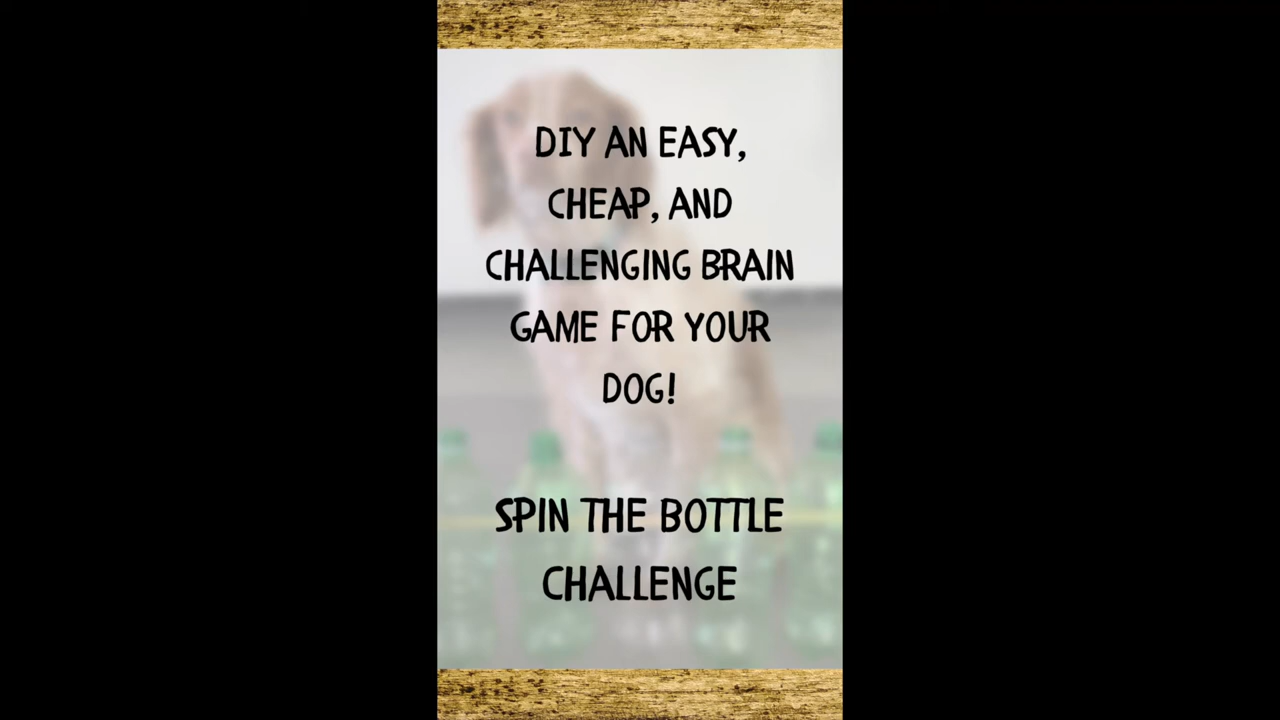 DIY AN EASY,
CHEAP, AND
CHALLENGING BRAIN
GAME FOR YOUR
DOG!
SPIN THE BOTTLE
CHALLENGE